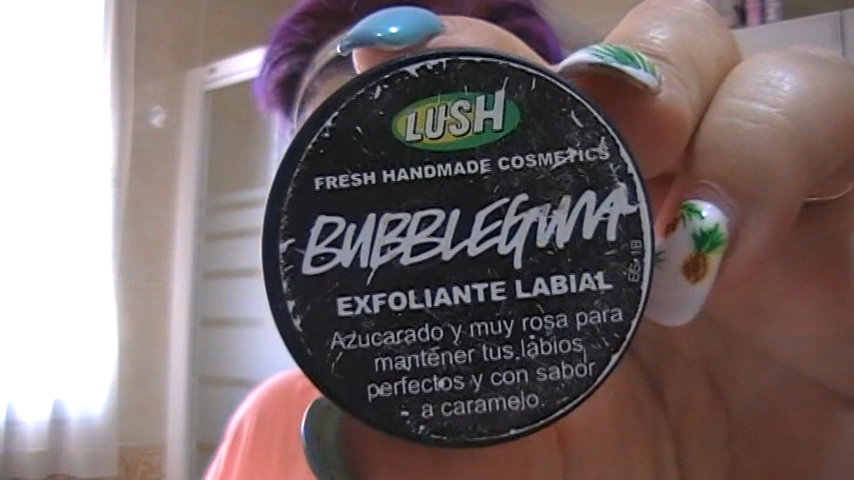 LUSH
FRESH HANDMADE COSMETICS
BUBBLEGUM
EXFOLIANTE LABIAL
Azucarado y muy rosa para
mantener tus labios
perfectos y con sabor
a caramelo.